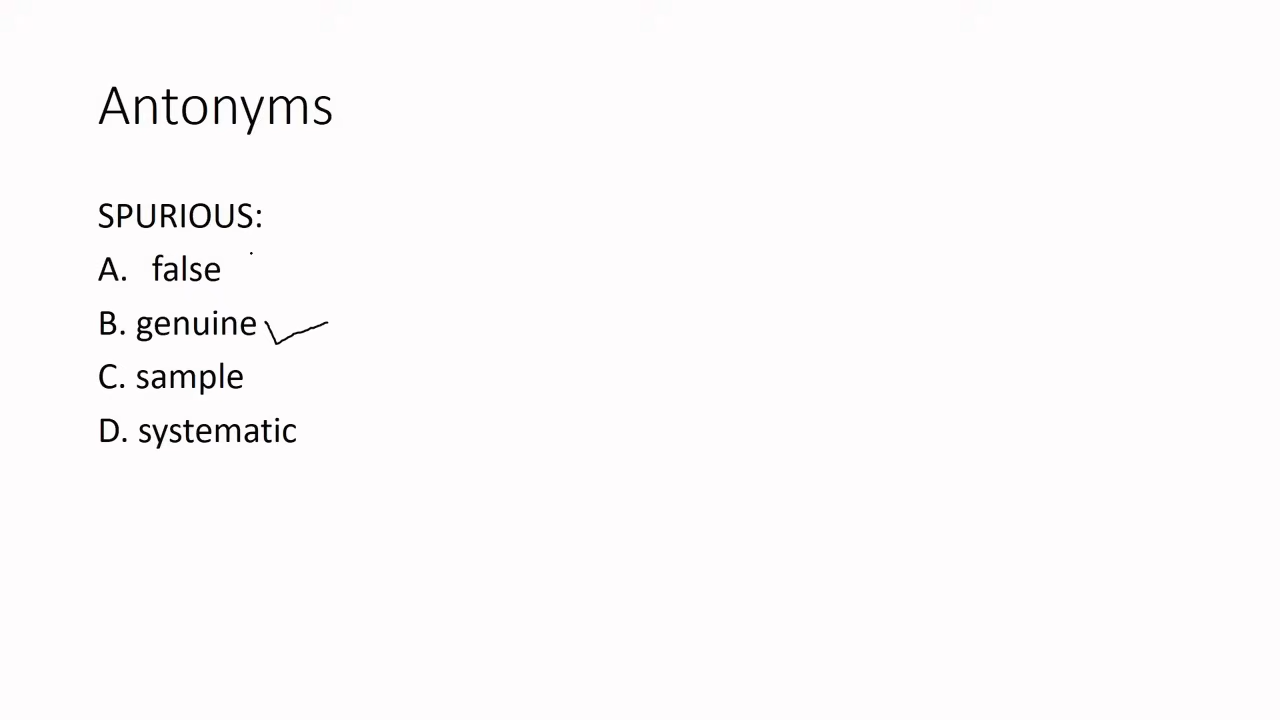 Antonyms
SPURIOUS:
A. false
B. genuine
C. sample
D. systematic